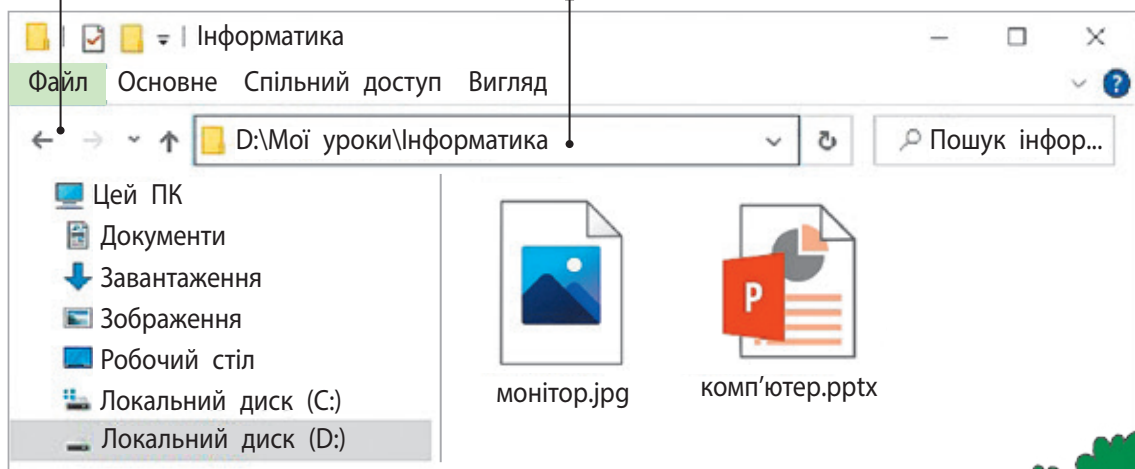 Інформатика
Файл Основне Спільний доступ Вигляд
D:\Мої уроки\Інформатика
Пошук інфор...
Цей ПК
Документи
Завантаження
Зображення
Робочий стіл
Локальний диск (C:)
Локальний диск (D:)
монітор.jpg
P
комп'ютер.pptx